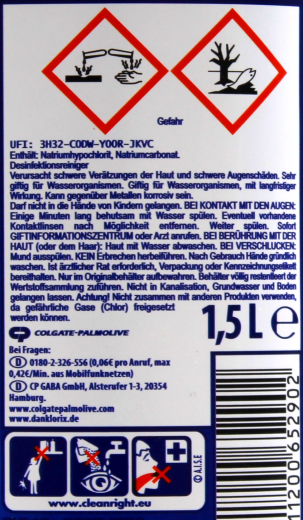 Gefahr
UFI: 3H32-C0DW-Y00R-JKVC
Enthält: Natriumhypochlorit, Natriumcarbonat.
Desinfektionsreiniger
Verursacht schwere Verätzungen der Haut und schwere Augenschäden. Sehr
giftig für Wasserorganismen. Giftig für Wasserorganismen, mit langfristiger
Wirkung. Kann gegenüber Metallen korrosiv sein.
Darf nicht in die Hände von Kindern gelangen. BEI KONTAKT MIT DEN AUGEN:
Einige Minuten lang behutsam mit Wasser spülen. Eventuell vorhandene
Kontaktlinsen nach Möglichkeit entfernen. Weiter spülen. Sofort
GIFTINFORMATIONSZENTRUM oder Arzt anrufen. BEI BERÜHRUNG MIT DER
HAUT (oder dem Haar): Haut mit Wasser abwaschen. BEI VERSCHLUCKEN:
Mund ausspülen. KEIN Erbrechen herbeiführen. Nach Gebrauch Hände gründlich
waschen. Ist ärztlicher Rat erforderlich, Verpackung oder Kennzeichnungsetikett
bereithalten. Nur im Originalbehälter aufbewahren. Behälter völlig restentleert der
Wertstoffsammlung zuführen. Nicht in Kanalisation, Grundwasser und Boden
gelangen lassen. Achtung! Nicht zusammen mit anderen Produkten verwenden,
da gefährliche Gase (Chlor) freigesetzt
werden können.
1,5L e
COLGATE-PALMOLIVE
Bei Fragen:
D 0180-2-326-556 (0,06€ pro Anruf, max
0,42€/Min. aus Mobilfunknetzen)
D CP GABA GmbH, Alsterufer 1-3, 20354
Hamburg.
www.colgatepalmolive.com
www.danklorix.de
© A.I.S.E
www.cleanright.eu
11200652902